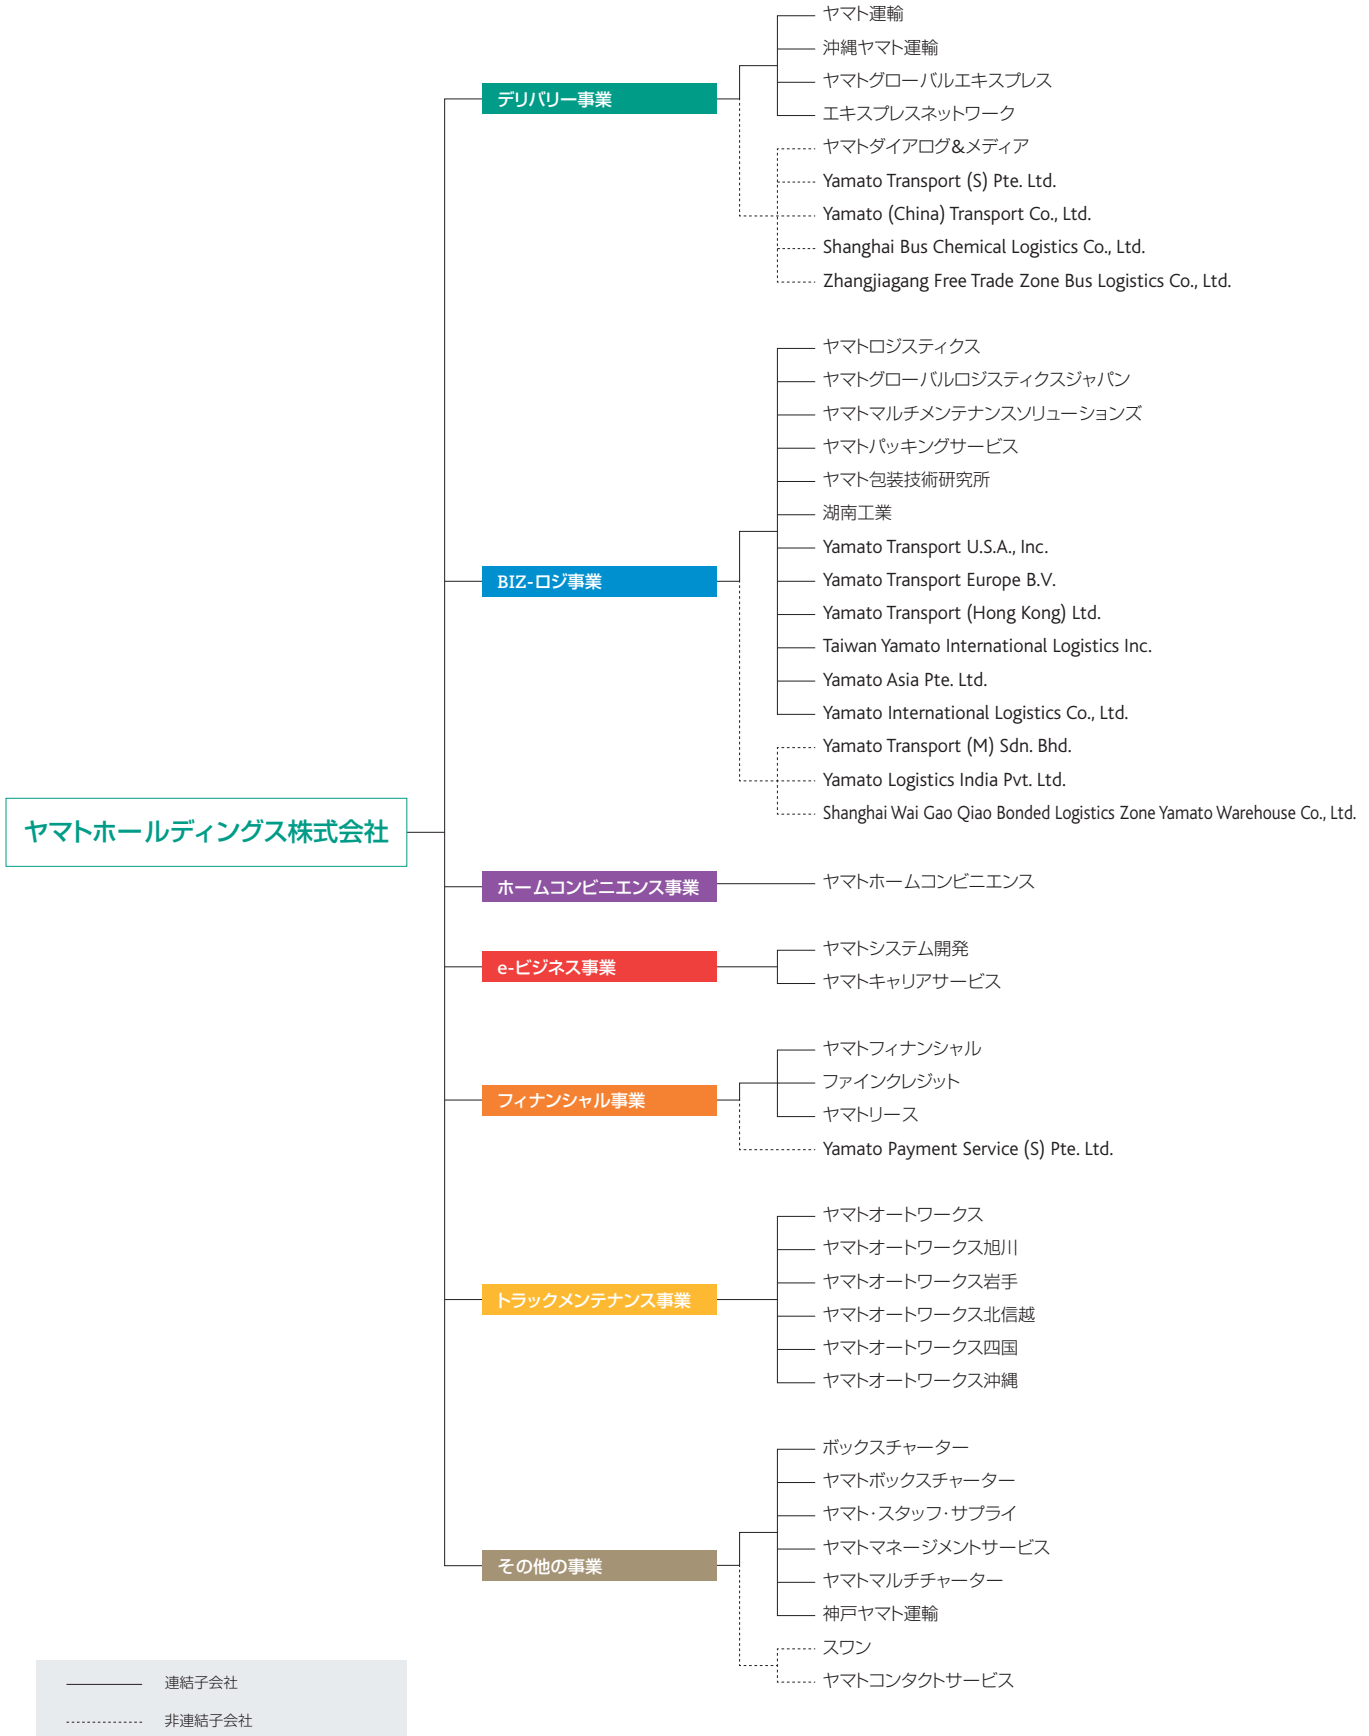 ヤマトホールディングス株式会社
デリバリー事業
ヤマト運輸
沖縄ヤマト運輸
ヤマトグローバルエキスプレス
エキスプレスネットワーク
ヤマトダイアログ&メディア
Yamato Transport (S) Pte. Ltd.
Yamato (China) Transport Co., Ltd.
Shanghai Bus Chemical Logistics Co., Ltd.
Zhangjiagang Free Trade Zone Bus Logistics Co., Ltd.
BIZ-ロジ事業
ヤマトロジスティクス
ヤマトグローバルロジスティクスジャパン
ヤマトマルチメンテナンスソリューションズ
ヤマトパッキングサービス
ヤマト包装技術研究所
湖南工業
Yamato Transport U.S.A., Inc.
Yamato Transport Europe B.V.
Yamato Transport (Hong Kong) Ltd.
Taiwan Yamato International Logistics Inc.
Yamato Asia Pte. Ltd.
Yamato International Logistics Co., Ltd.
Yamato Transport (M) Sdn. Bhd.
Yamato Logistics India Pvt. Ltd.
Shanghai Wai Gao Qiao Bonded Logistics Zone Yamato Warehouse Co., Ltd.
ホームコンビニエンス事業
ヤマトホームコンビニエンス
e-ビジネス事業
ヤマトシステム開発
ヤマトキャリアサービス
フィナンシャル事業
ヤマトフィナンシャル
ファインクレジット
ヤマトリース
Yamato Payment Service (S) Pte. Ltd.
トラックメンテナンス事業
ヤマトオートワークス
ヤマトオートワークス旭川
ヤマトオートワークス岩手
ヤマトオートワークス北信越
ヤマトオートワークス四国
ヤマトオートワークス沖縄
その他の事業
ボックスチャーター
ヤマトボックスチャーター
ヤマト・スタッフ・サプライ
ヤマトマネージメントサービス
ヤマトマルチチャーター
神戸ヤマト運輸
スワン
ヤマトコンタクトサービス
連結子会社
非連結子会社